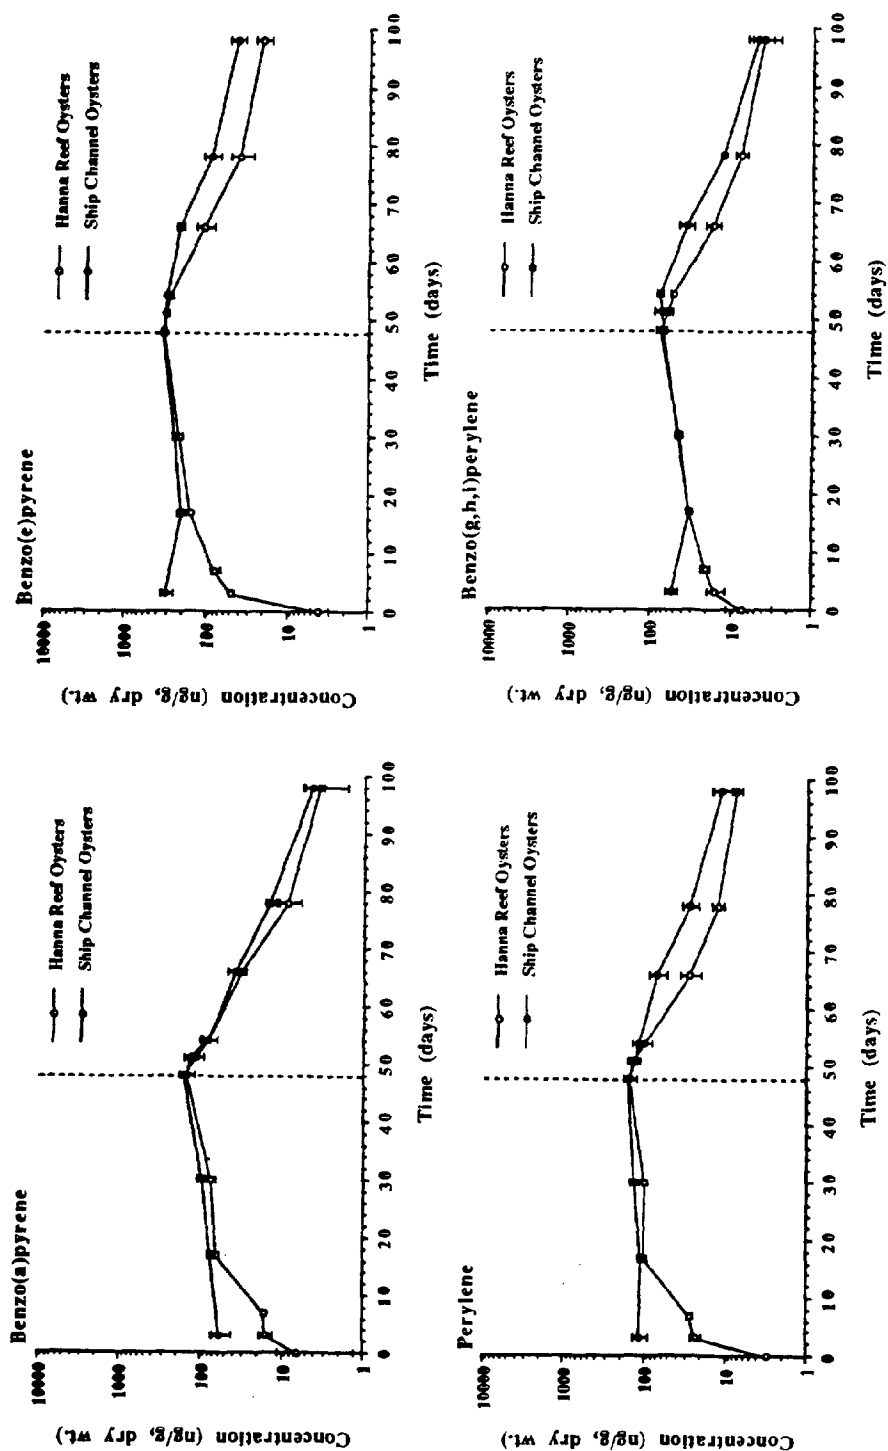 Benzo(a)pyrene
10000
1000
100
10
1
Concentration (ng/g, dry wt.)
Hanna Reef Oysters
Ship Channel Oysters
0 10 20 30 40 50 60 70 80 90 100
Time (days)
Benzo(e)pyrene
10000
1000
100
10
1
Concentration (ng/g, dry wt.)
Hanna Reef Oysters
Ship Channel Oysters
0 10 20 30 40 50 60 70 80 90 100
Time (days)
Perylene
10000
1000
100
10
1
Concentration (ng/g, dry wt.)
Hanna Reef Oysters
Ship Channel Oysters
0 10 20 30 40 50 60 70 80 90 100
Time (days)
Benzo(g,h,i)perylene
10000
100
10
1
Concentration (ng/g, dry wt.)
Hanna Reef Oysters
Ship Channel Oysters
0 10 20 30 40 50 60 70 80 90 100
Time (days)